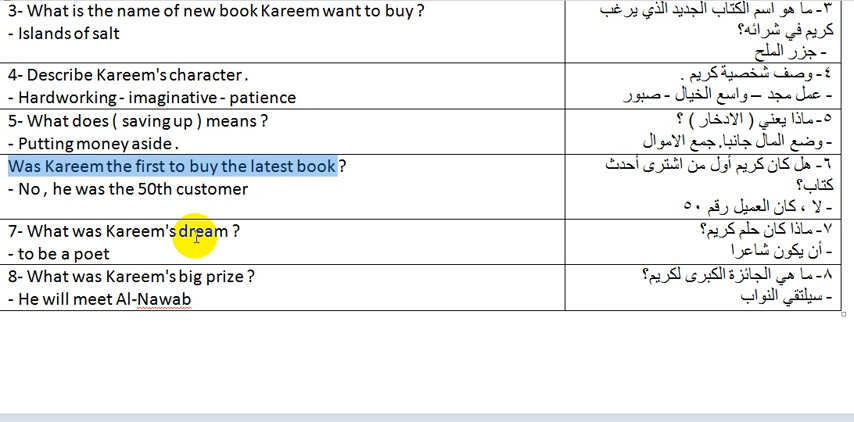 3- What is the name of new book Kareem want to buy ?
- Islands of salt
٣- ما هو اسم الكتاب الجديد الذي يرغب
كريم في شرائه؟
- جزر الملح
4- Describe Kareem's character .
- Hardworking - imaginative - patience
٤- وصف شخصية كريم .
- عمل مجد – واسع الخيال - صبور
5- What does ( saving up ) means ?
- Putting money aside .
٥- ماذا يعني ( الادخار ) ؟
- وضع المال جانبا. جمع الاموال
Was Kareem the first to buy the latest book ?
- No , he was the 50th customer
٦- هل كان كريم أول من اشترى أحدث
كتاب؟
- لا ، كان العميل رقم ٥٠
7- What was Kareem's dream ?
- to be a poet
٧- ماذا كان حلم كريم؟
- أن يكون شاعرا
8- What was Kareem's big prize ?
- He will meet Al-Nawab
٨- ما هي الجائزة الكبرى لكريم؟
- سيلتقي النواب